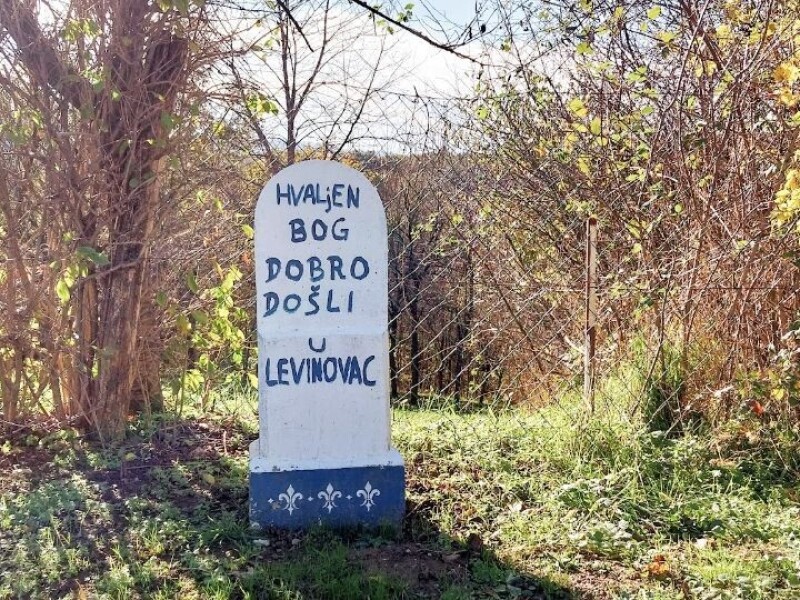 HVALjEN
BOG
DOBRO
DOŠLI
U
LEVINOVAC